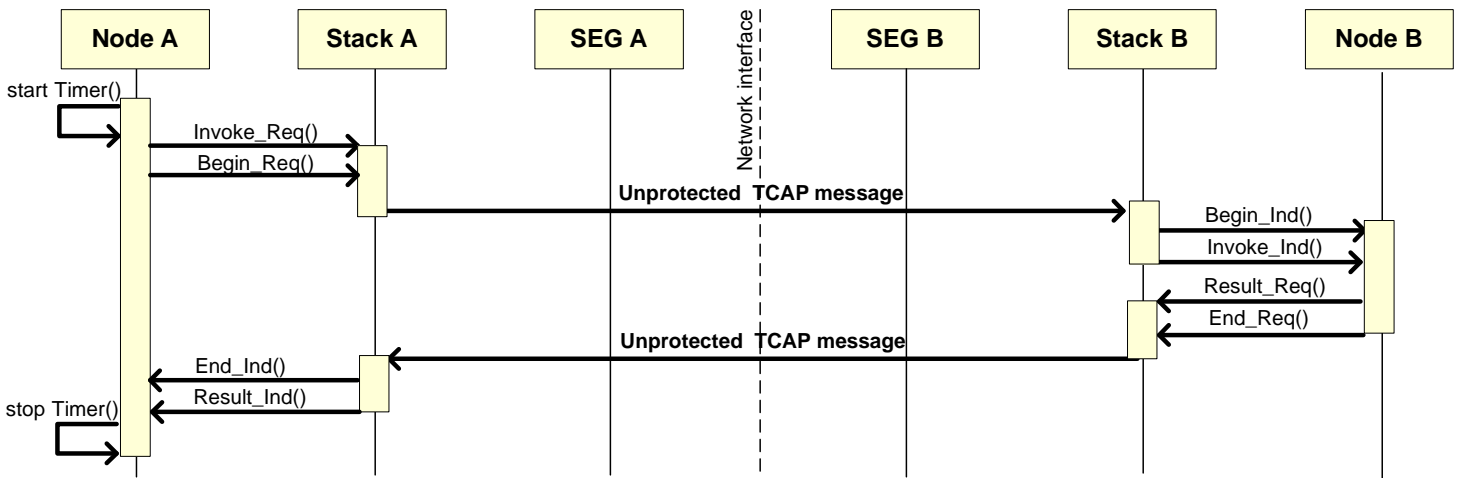 Node A
Stack A
SEG A
Network interface
SEG B
Stack B
Node B
start Timer()
Invoke_Req()
Begin_Req()
Unprotected TCAP message
Begin_Ind()
Invoke_Ind()
Result_Req()
End_Req()
Unprotected TCAP message
End_Ind()
Result_Ind()
stop Timer()